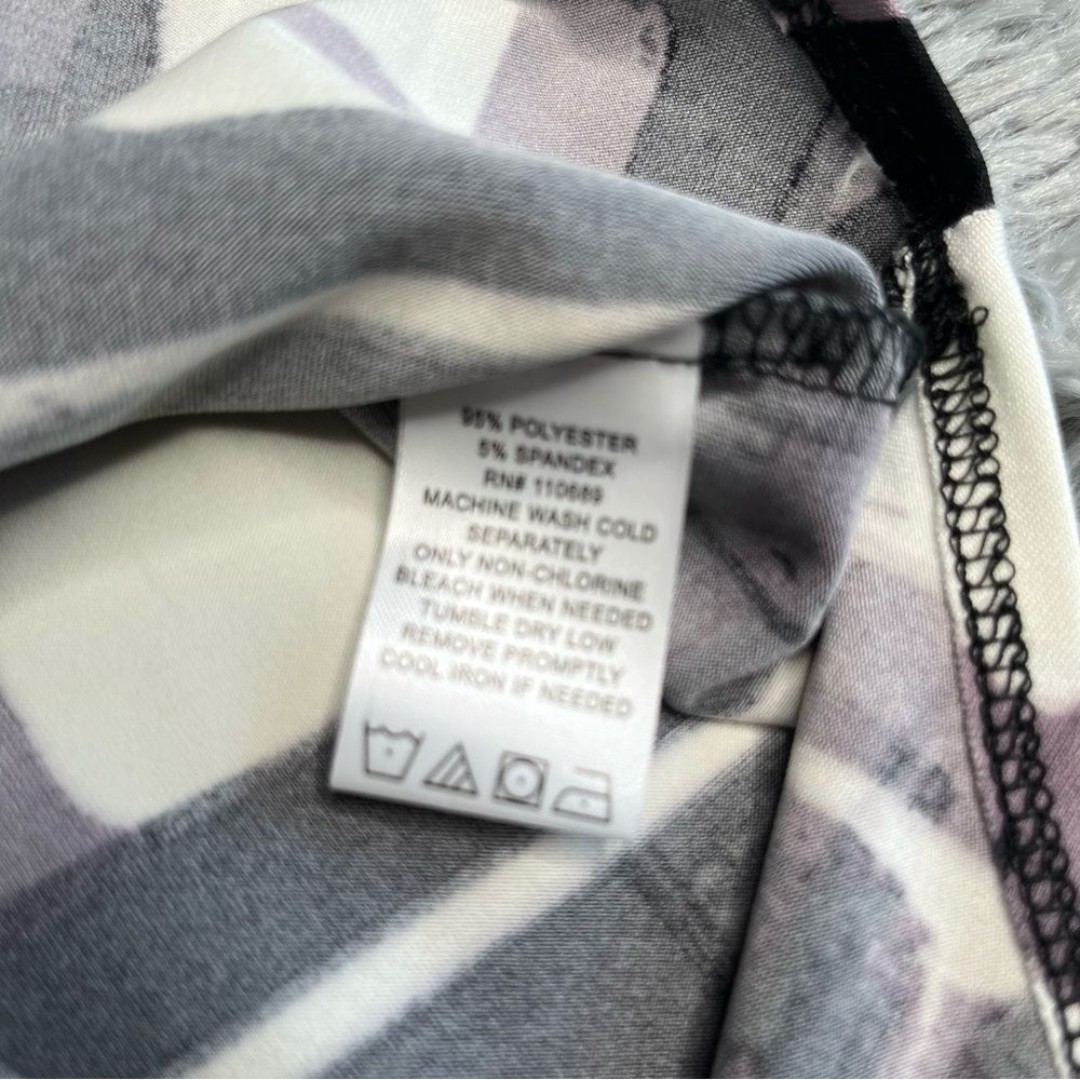 95% POLYESTER
5% SPANDEX
RN# 110689
MACHINE WASH COLD
SEPARATELY
ONLY NON-CHLORINE
BLEACH WHEN NEEDED
TUMBLE DRY LOW
REMOVE PROMPTLY
COOL IRON IF NEEDED